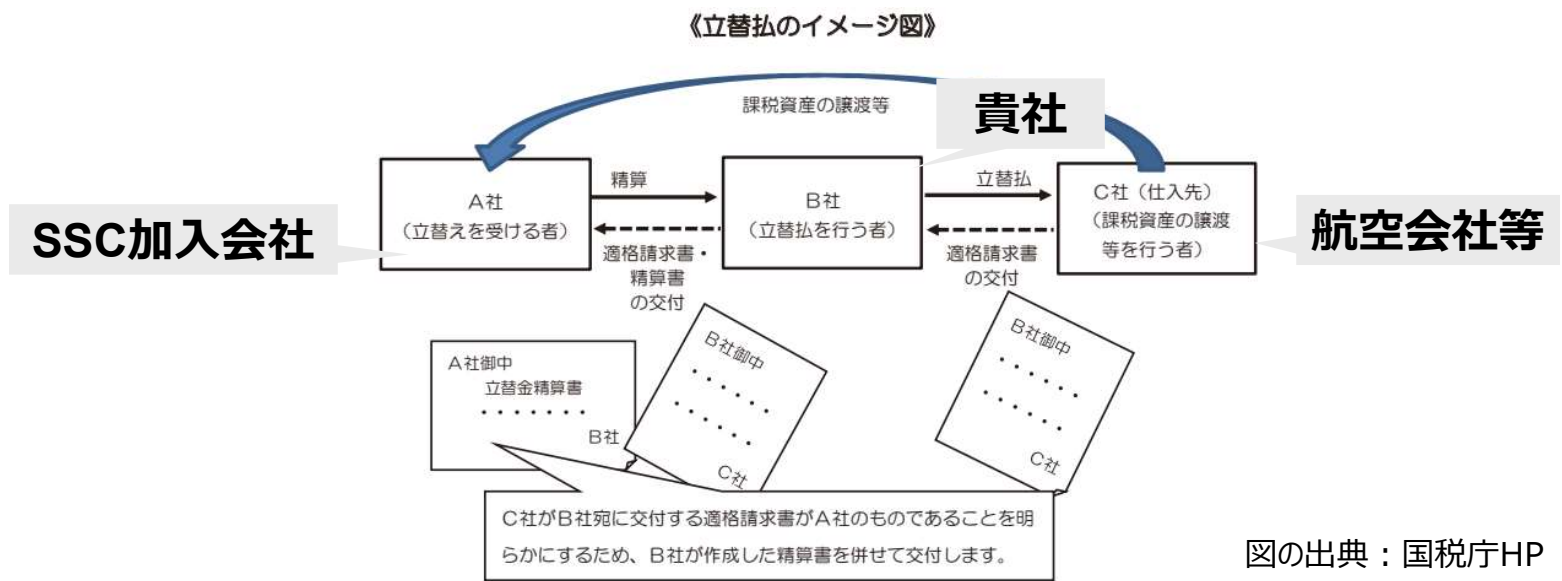 《立替払のイメージ図》
課税資産の譲渡等
貴社
SSC加入会社
A社
（立替えを受ける者）
精算
適格請求書・
精算書
の交付
B社
（立替払を行う者）
立替払
適格請求書
の交付
C社（仕入先）
（課税資産の譲渡
等を行う者）
航空会社等
A社御中
立替金精算書
・・・・・・・
B社
B社御中
・・・・・・
・・・・・・
C社
B社御中
・・・・・・
・・・・・・
C社
C社がB社宛に交付する適格請求書がA社のものであることを明
らかにするため、B社が作成した精算書を併せて交付します。
図の出典：国税庁HP